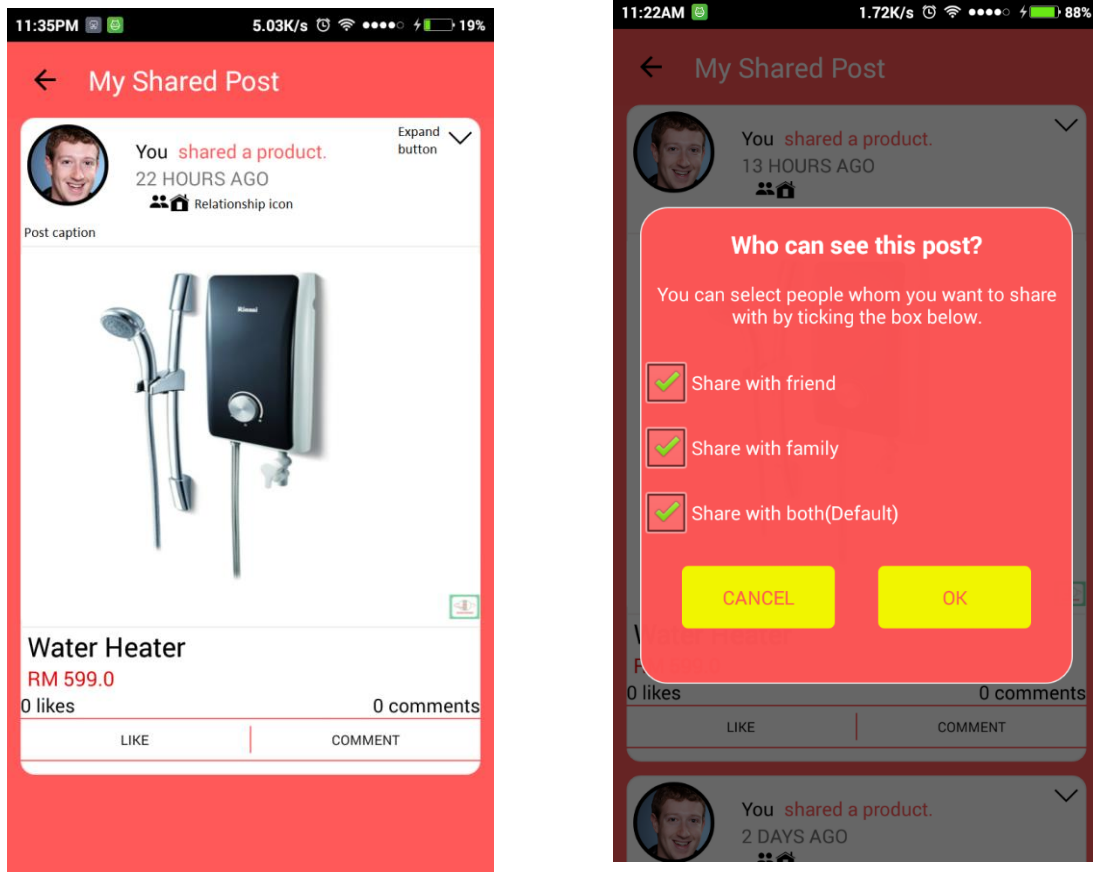 11:35PM 5.03K/s 19%
My Shared Post
Expand
button
You shared a product.
22 HOURS AGO
Relationship icon
Post caption
Rinnai
Water Heater
RM 599.0
0 likes 0 comments
LIKE COMMENT
11:22AM 1.72K/s 88%
My Shared Post
You shared a product.
13 HOURS AGO
Who can see this post?
You can select people whom you want to share
with by ticking the box below.
Share with friend
Share with family
Share with both(Default)
CANCEL OK
Water Heater
0 likes 0 comments
LIKE COMMENT
You shared a product.
2 DAYS AGO